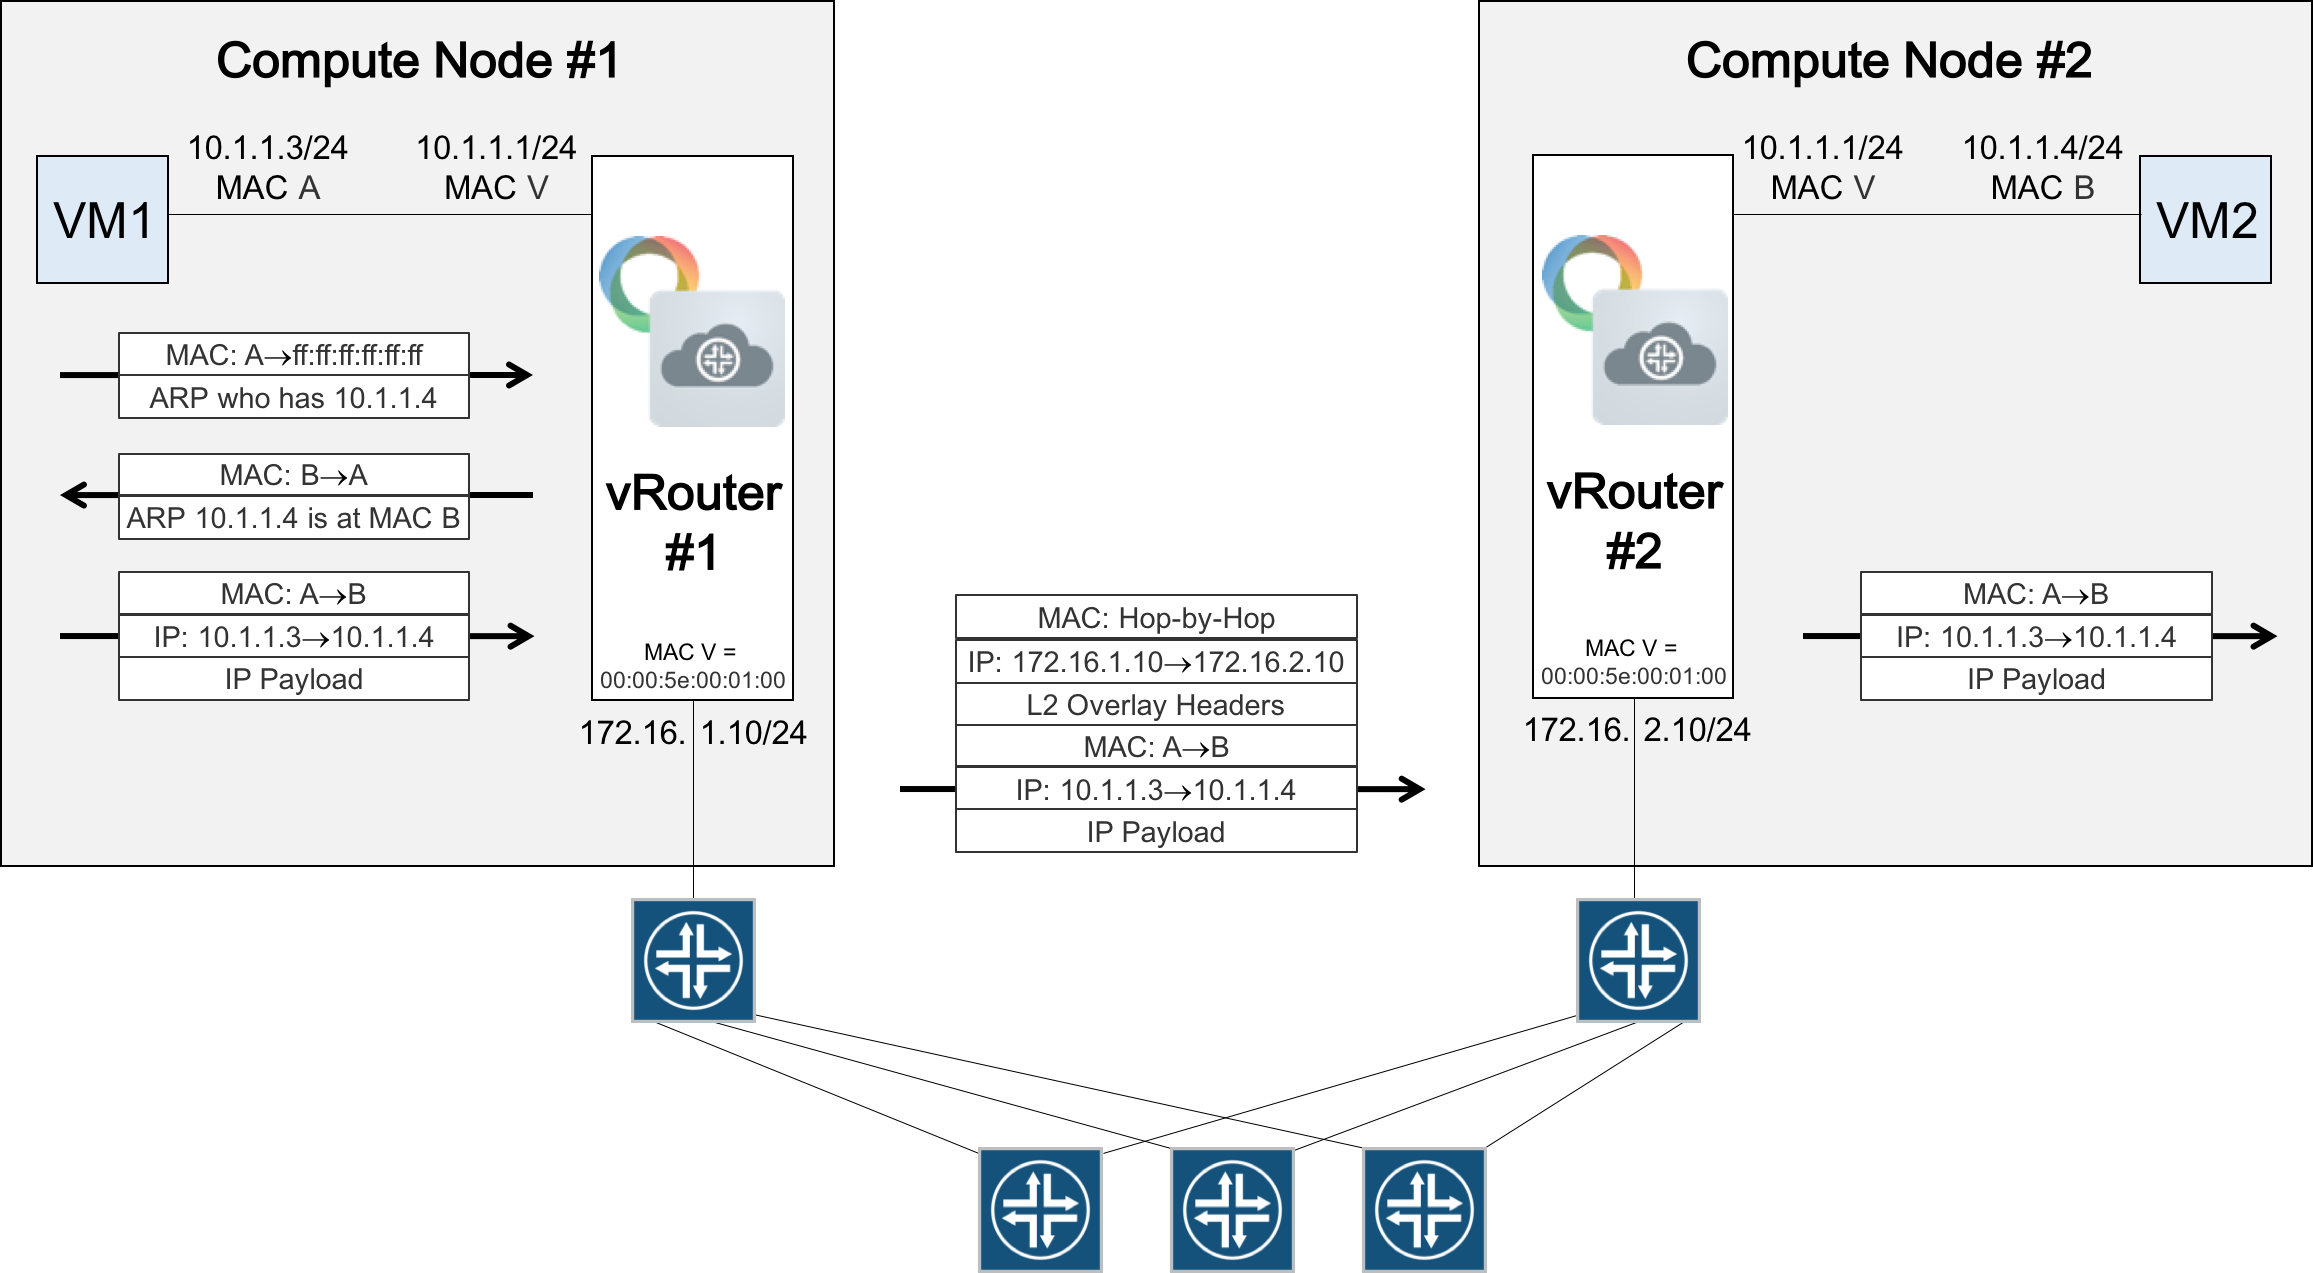 Compute Node #1
10.1.1.3/24
MAC A
10.1.1.1/24
MAC V
VM1
MAC: A→ff:ff:ff:ff:ff:ff
ARP who has 10.1.1.4
MAC: B→A
ARP 10.1.1.4 is at MAC B
MAC: A→B
IP: 10.1.1.3→10.1.1.4
IP Payload
vRouter
#1
MAC V =
00:00:5e:00:01:00
172.16. 1.10/24
MAC: Hop-by-Hop
IP: 172.16.1.10→172.16.2.10
L2 Overlay Headers
MAC: A→B
IP: 10.1.1.3→10.1.1.4
IP Payload
Compute Node #2
10.1.1.1/24
MAC V
10.1.1.4/24
MAC B
VM2
vRouter
#2
MAC V =
00:00:5e:00:01:00
172.16. 2.10/24
MAC: A→B
IP: 10.1.1.3→10.1.1.4
IP Payload